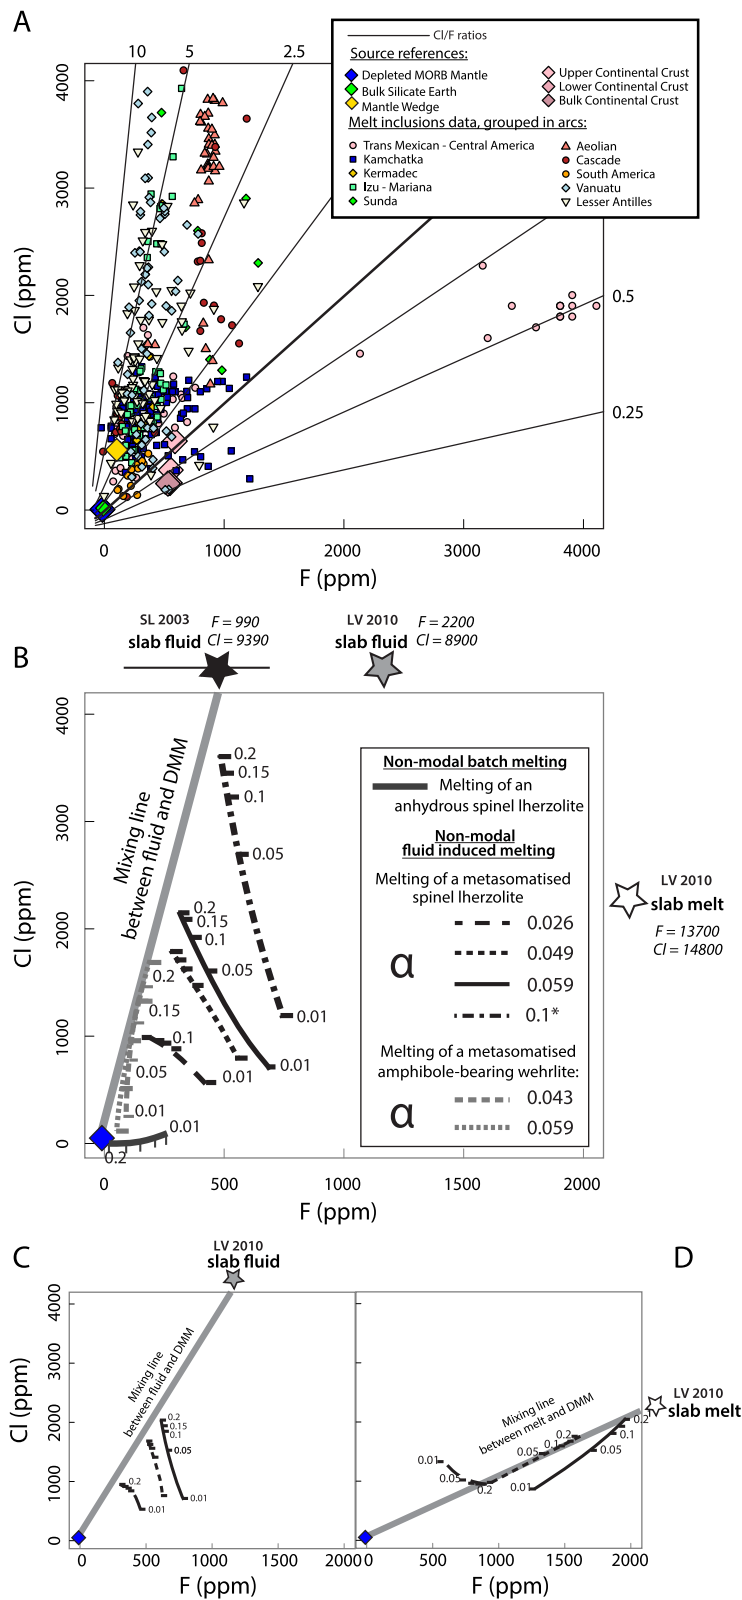 A
10
5
2.5
Cl/F ratios
Source references:
Depleted MORB Mantle
Bulk Silicate Earth
Mantle Wedge
Upper Continental Crust
Lower Continental Crust
Bulk Continental Crust
Melt inclusions data, grouped in arcs:
Trans Mexican - Central America
Kamchatka
Kermadec
Izu - Mariana
Sunda
Aeolian
Cascade
South America
Vanuatu
Lesser Antilles
4000
3000
2000
1000
0
Cl (ppm)
0.5
0.25
0 1000 2000 3000 4000
F (ppm)
B
SL 2003
slab fluid
F = 990
Cl = 9390
LV 2010
slab fluid
F = 2200
Cl = 8900
4000
3000
2000
1000
0
Cl (ppm)
Mixing line
between fluid and DMM
0.2
0.15
0.1
0.05
0.01
0.2
0.15
0.1
0.05
0.01
0.2
0.15
0.1
0.05
0.01
0.01
0.01
0.2
Non-modal batch melting
Melting of an
anhydrous spinel lherzolite
Non-modal
fluid induced melting
Melting of a metasomatised
spinel lherzolite
α
0.026
0.049
0.059
0.1*
Melting of a metasomatised
amphibole-bearing wehrlite:
α
0.043
0.059
LV 2010
slab melt
F = 13700
Cl = 14800
0 500 1000 1500 2000
F (ppm)
C
LV 2010
slab fluid
4000
3000
2000
1000
0
Cl (ppm)
Mixing line
between fluid and DMM
0.2
0.15
0.1
0.05
0.01
0.2
0.01
0 500 1000 1500 2000
F (ppm)
D
LV 2010
slab melt
Mixing line
between melt and DMM
0.2
0.1
0.05
0.01
0.2
0.1
0.05
0.01
0.05
0.2
0 500 1000 1500 2000
F (ppm)